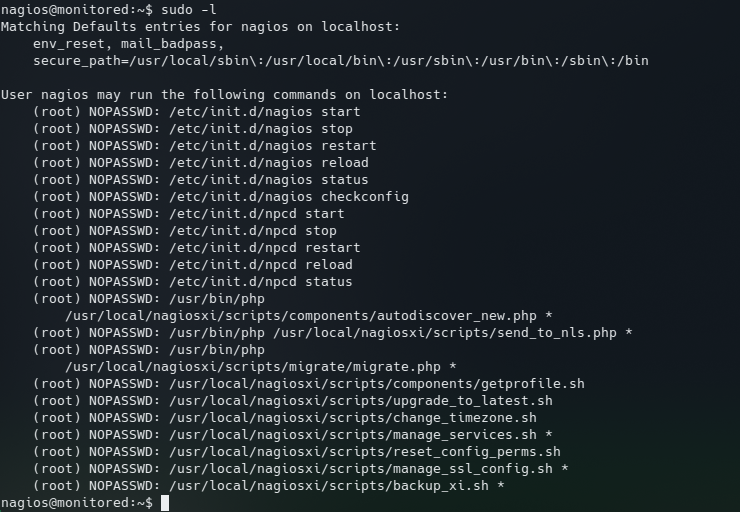 nagios@monitored:~$ sudo -l
Matching Defaults entries for nagios on localhost:
    env_reset, mail_badpass,
    secure_path=/usr/local/sbin\:/usr/local/bin\:/usr/sbin\:/usr/bin\:/sbin\:/bin

User nagios may run the following commands on localhost:
    (root) NOPASSWD: /etc/init.d/nagios start
    (root) NOPASSWD: /etc/init.d/nagios stop
    (root) NOPASSWD: /etc/init.d/nagios restart
    (root) NOPASSWD: /etc/init.d/nagios reload
    (root) NOPASSWD: /etc/init.d/nagios status
    (root) NOPASSWD: /etc/init.d/nagios checkconfig
    (root) NOPASSWD: /etc/init.d/npcd start
    (root) NOPASSWD: /etc/init.d/npcd stop
    (root) NOPASSWD: /etc/init.d/npcd restart
    (root) NOPASSWD: /etc/init.d/npcd reload
    (root) NOPASSWD: /etc/init.d/npcd status
    (root) NOPASSWD: /usr/bin/php
        /usr/local/nagiosxi/scripts/components/autodiscover_new.php *
    (root) NOPASSWD: /usr/bin/php /usr/local/nagiosxi/scripts/send_to_nls.php *
    (root) NOPASSWD: /usr/bin/php
        /usr/local/nagiosxi/scripts/migrate/migrate.php *
    (root) NOPASSWD: /usr/local/nagiosxi/scripts/components/getprofile.sh
    (root) NOPASSWD: /usr/local/nagiosxi/scripts/upgrade_to_latest.sh
    (root) NOPASSWD: /usr/local/nagiosxi/scripts/change_timezone.sh
    (root) NOPASSWD: /usr/local/nagiosxi/scripts/manage_services.sh *
    (root) NOPASSWD: /usr/local/nagiosxi/scripts/reset_config_perms.sh
    (root) NOPASSWD: /usr/local/nagiosxi/scripts/manage_ssl_config.sh *
    (root) NOPASSWD: /usr/local/nagiosxi/scripts/backup_xi.sh *
nagios@monitored:~$